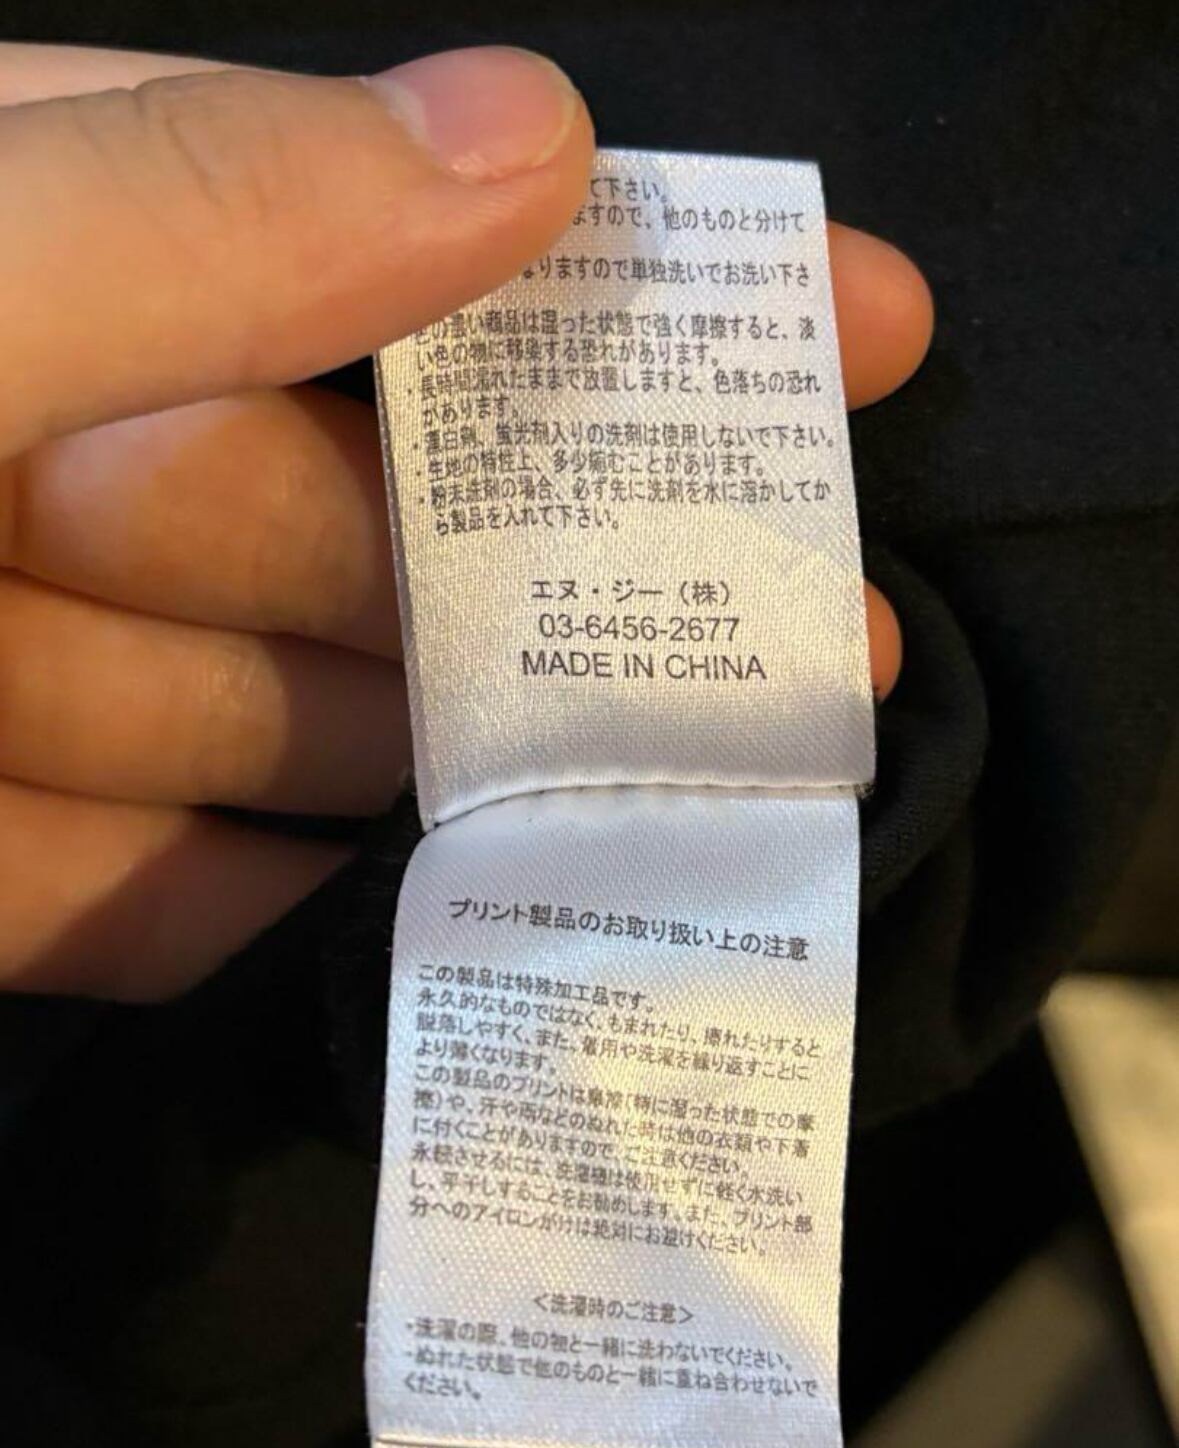 て下さい。
ますので、他のものと分けて
なりますので単独洗いでお洗い下さ
色の濃い商品は湿った状態で強く摩擦すると、淡
い色の物に移染する恐れがあります。
・長時間濡れたままで放置しますと、色落ちの恐れ
があります。
・漂白剤、蛍光剤入りの洗剤は使用しないで下さい。
・生地の特性上、多少縮むことがあります。
・粉末洗剤の場合、必ず先に洗剤を水に溶かしてか
ら製品を入れて下さい。
エヌ・ジー（株）
03-6456-2677
MADE IN CHINA
プリント製品のお取り扱い上の注意
この製品は特殊加工品です。
永久的なものではなく、もまれたり、擦れたりすると
脱落しやすく、また、着用や洗濯を繰り返すことに
より薄くなります。
この製品のプリントは摩擦(特に湿った状態での摩
擦)や、汗や雨などのぬれた時は他の衣類や下着
に付くことがありますので、ご注意ください。
永続させるには、洗濯機は使用せずに軽く水洗い
し、平干しすることをお勧めします。また、プリント部
分へのアイロンがけは絶対にお避けください。
＜洗濯時のご注意＞
・洗濯の際、他の物と一緒に洗わないでください。
・ぬれた状態で他のものと一緒に重ね合わせないで
ください。